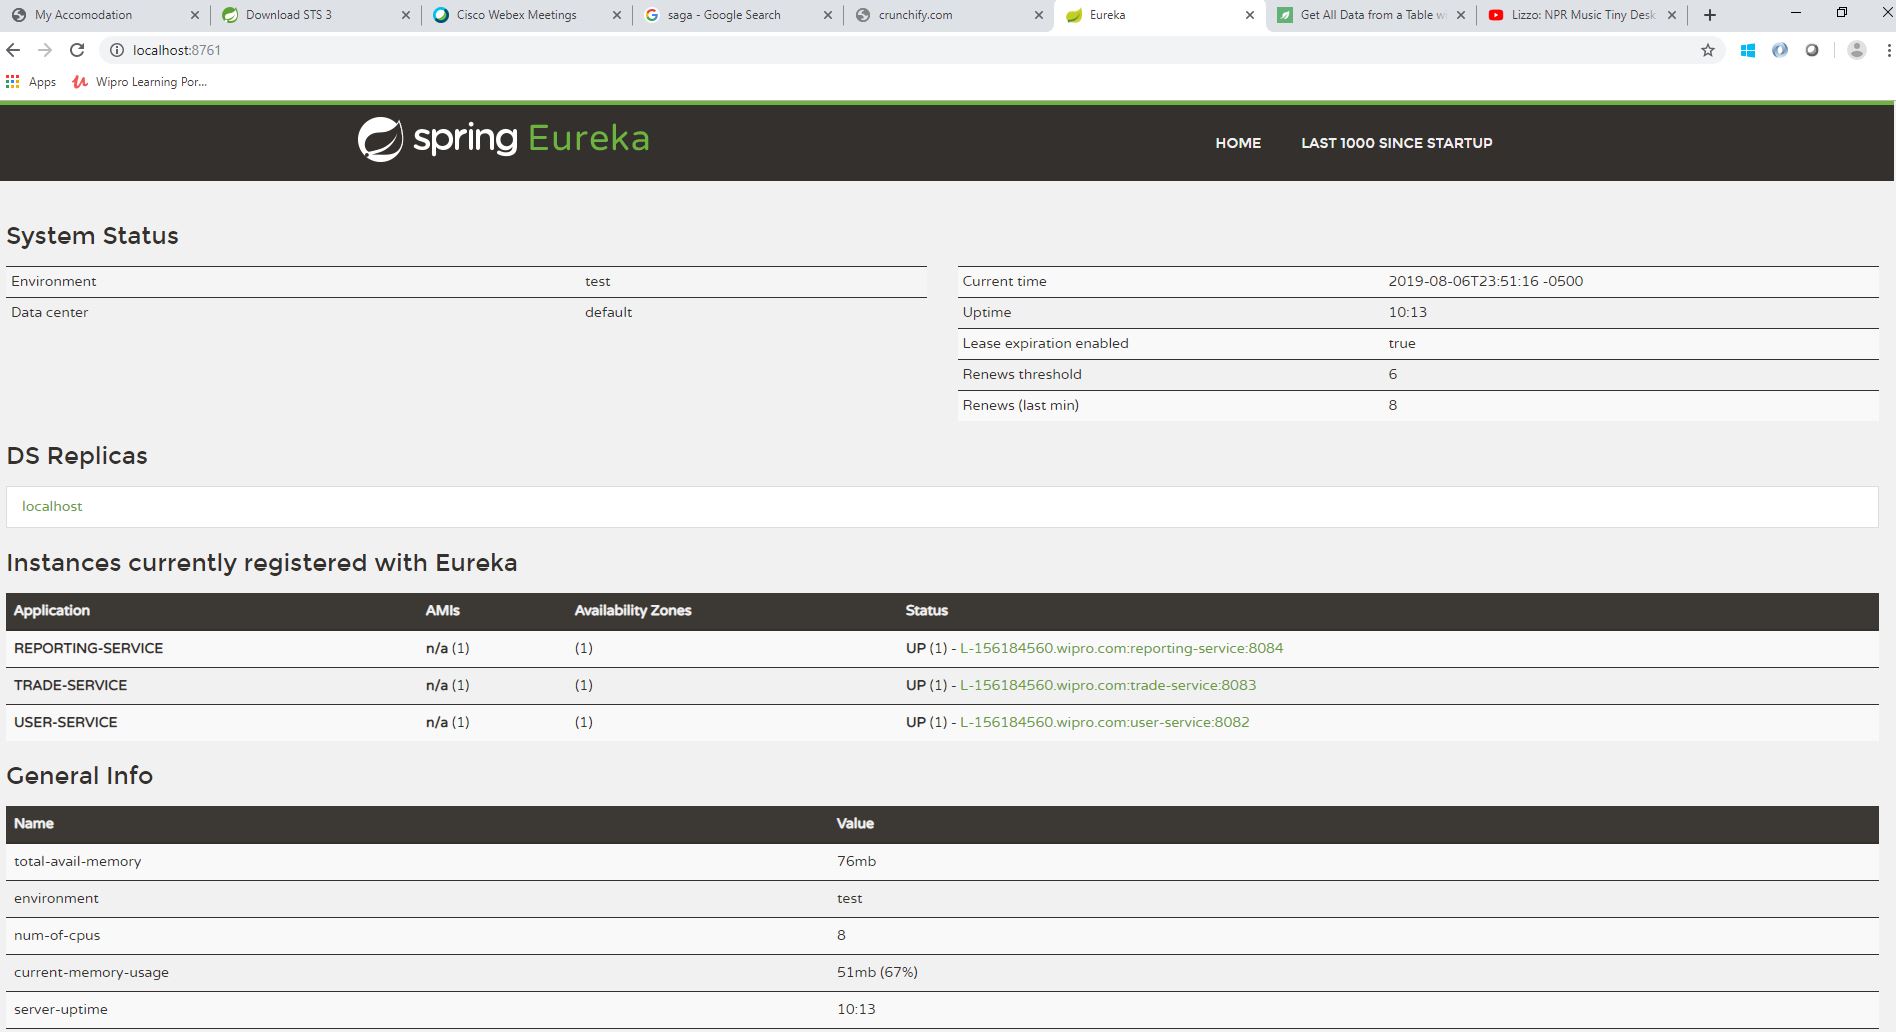 My Accomodation Download STS 3 Cisco Webex Meetings saga - Google Search crunchify.com Eureka Get All Data from a Table w Lizzo: NPR Music Tiny Desk
localhost:8761
Apps Wipro Learning Por...
spring Eureka HOME LAST 1000 SINCE STARTUP
System Status
Environment test
Data center default
Current time 2019-08-06T23:51:16 -0500
Uptime 10:13
Lease expiration enabled true
Renews threshold 6
Renews (last min) 8
DS Replicas
localhost
Instances currently registered with Eureka
Application AMIs Availability Zones Status
REPORTING-SERVICE n/a (1) (1) UP (1) - L-156184560.wipro.com:reporting-service:8084
TRADE-SERVICE n/a (1) (1) UP (1) - L-156184560.wipro.com:trade-service:8083
USER-SERVICE n/a (1) (1) UP (1) - L-156184560.wipro.com:user-service:8082
General Info
Name Value
total-avail-memory 76mb
environment test
num-of-cpus 8
current-memory-usage 51mb (67%)
server-uptime 10:13